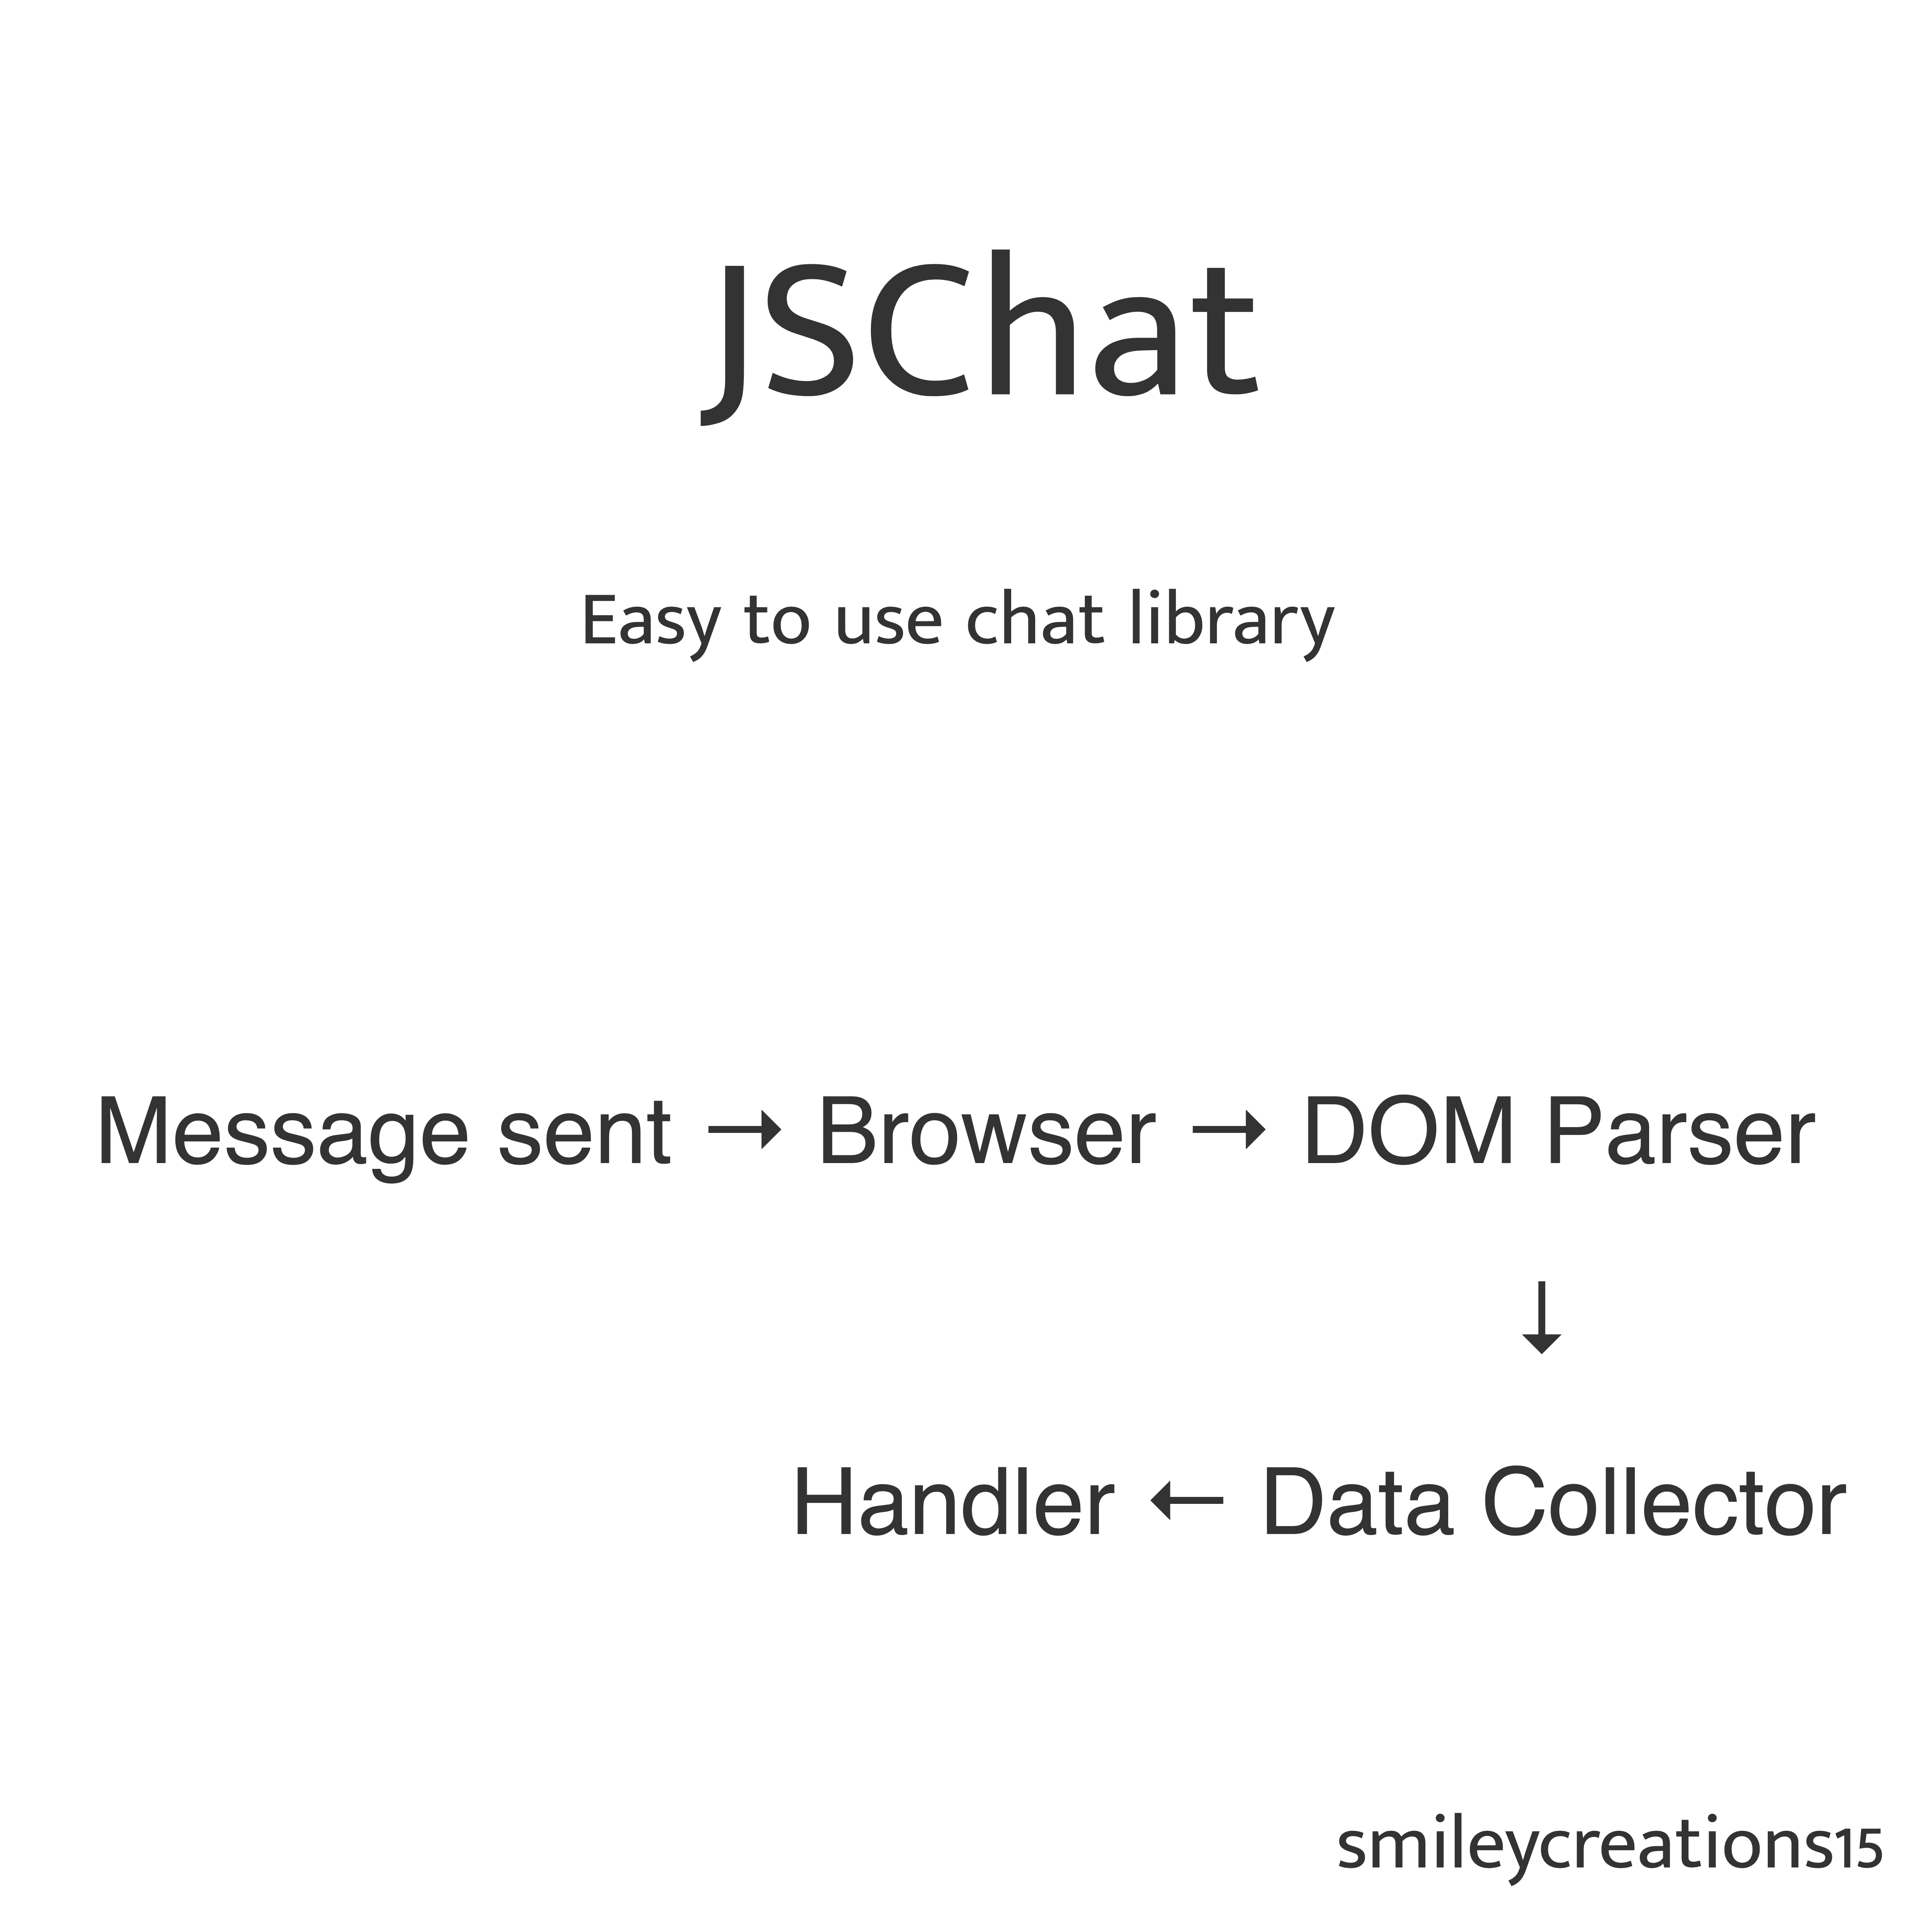 JSChat
Easy to use chat library
Message sent → Browser → DOM Parser
↓
Handler ← Data Collector
smileycreations15